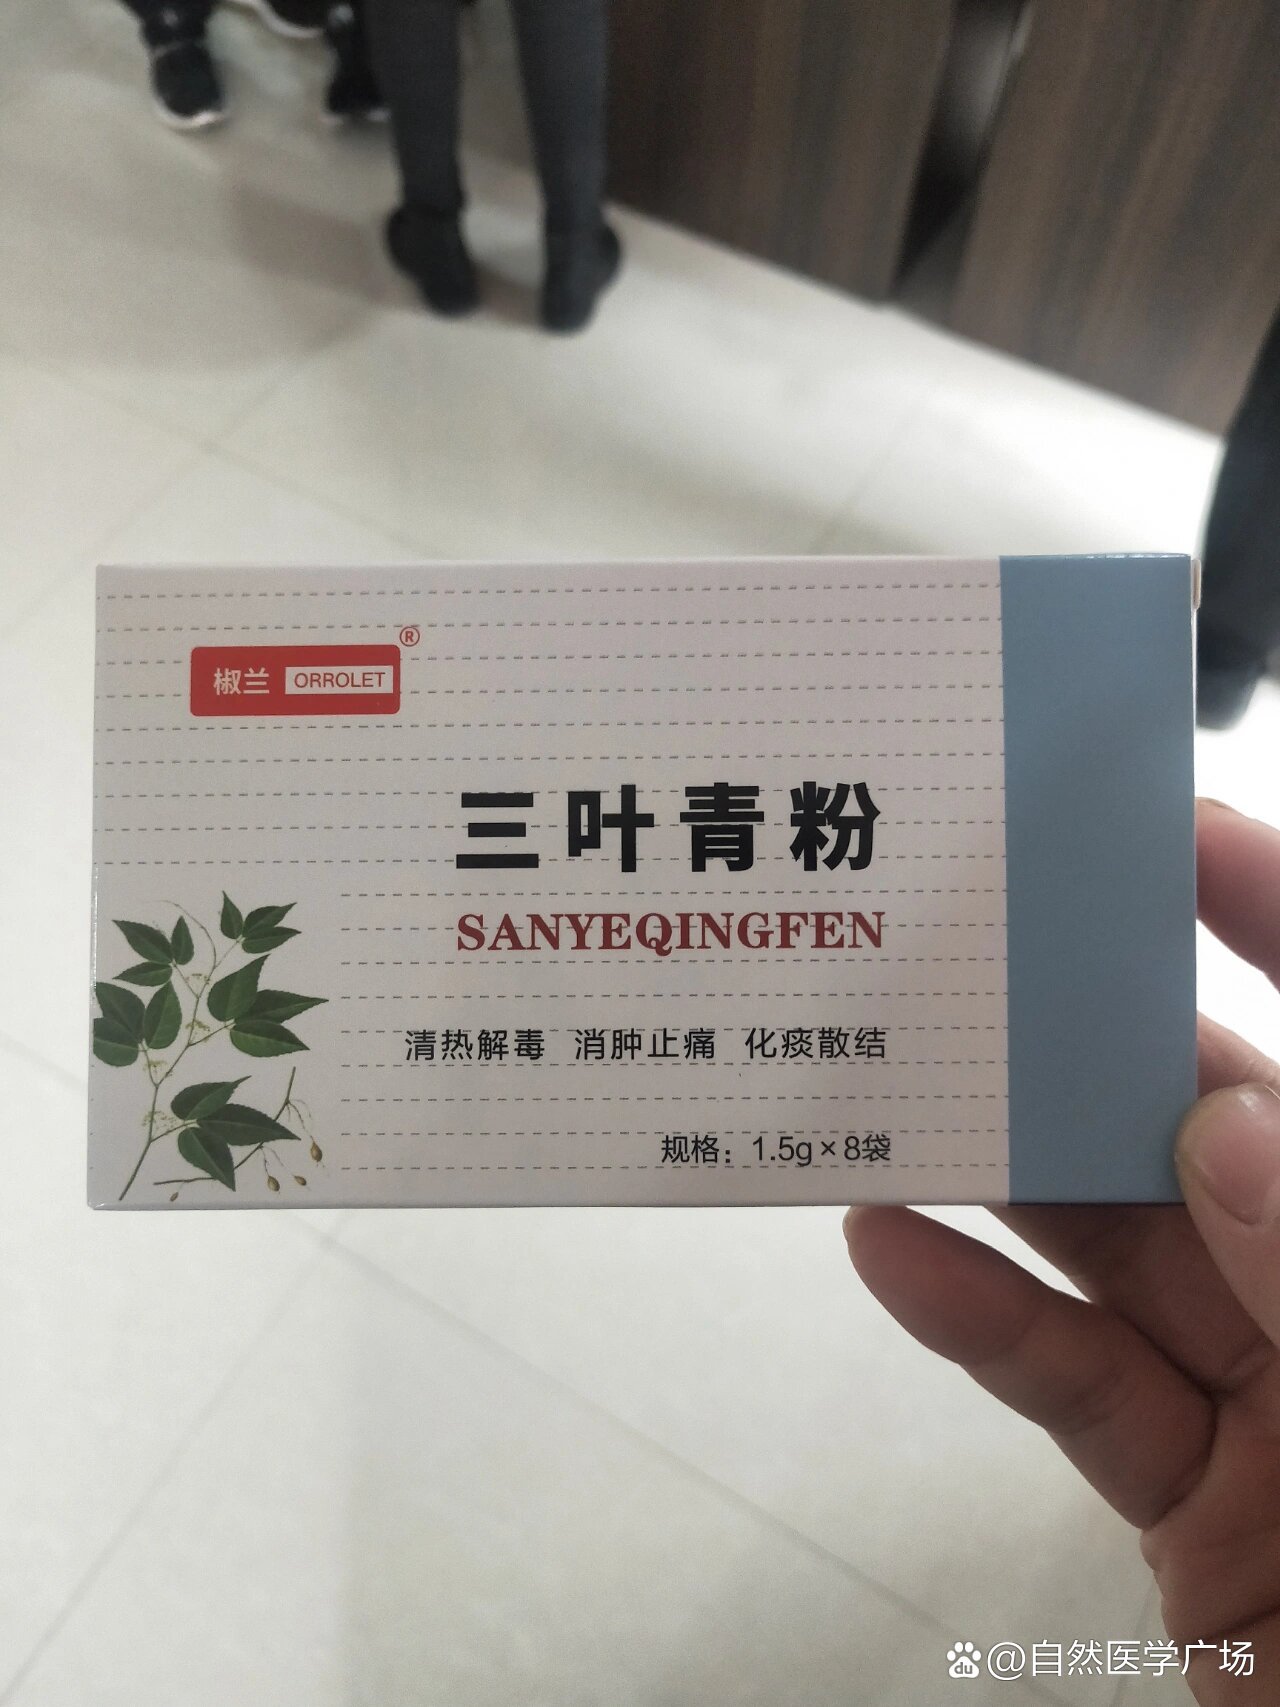 椒兰 ORROLET ®
三叶青粉
SANYEQINGFEN
清热解毒 消肿止痛 化痰散结
规格：1.5g×8袋
du @自然医学广场